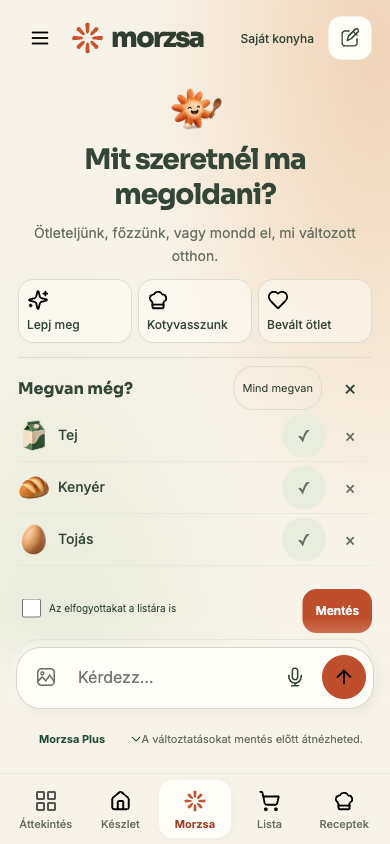 morzsa
Saját konyha
Mit szeretnél ma
megoldani?
Ötleteljünk, főzzünk, vagy mondd el, mi változott
otthon.
Lepj meg
Kotyvasszunk
Bevált ötlet
Megvan még?
Mind megvan
Tej
Kenyér
Tojás
Az elfogyottakat a listára is
Mentés
Kérdezz...
Morzsa Plus
A változtatásokat mentés előtt átnézheted.
Áttekintés
Készlet
Morzsa
Lista
Receptek